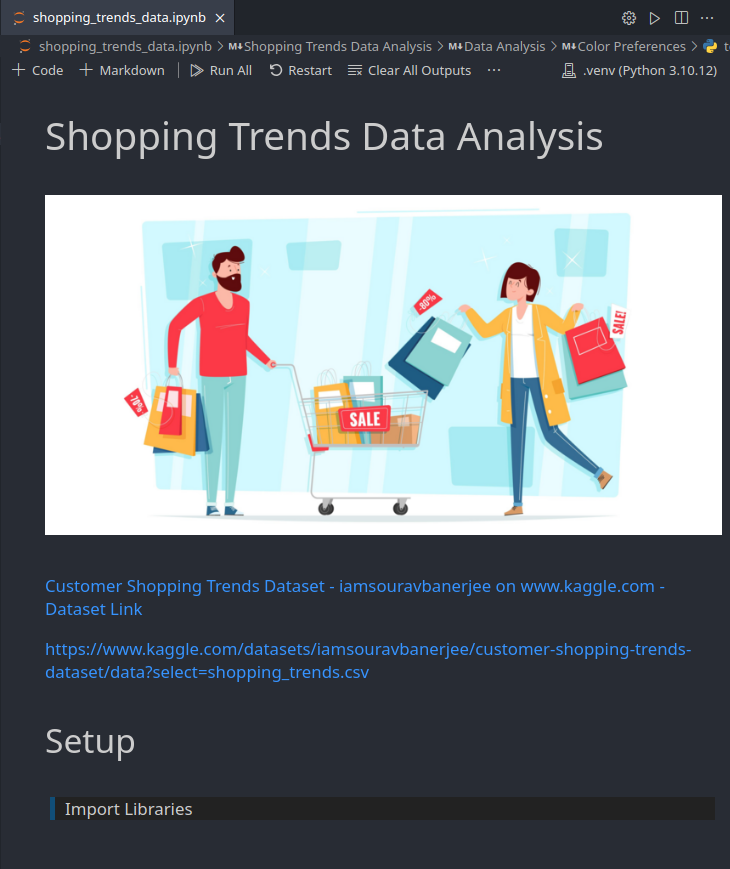 shopping_trends_data.ipynb
shopping_trends_data.ipynb > M↓Shopping Trends Data Analysis > M↓Data Analysis > M↓Color Preferences >
Code Markdown Run All Restart Clear All Outputs ··· .venv (Python 3.10.12)
Shopping Trends Data Analysis
-80%
SALE!
-70%
SALE
Customer Shopping Trends Dataset - iamsouravbanerjee on www.kaggle.com -
Dataset Link
https://www.kaggle.com/datasets/iamsouravbanerjee/customer-shopping-trends-
dataset/data?select=shopping_trends.csv
Setup
Import Libraries